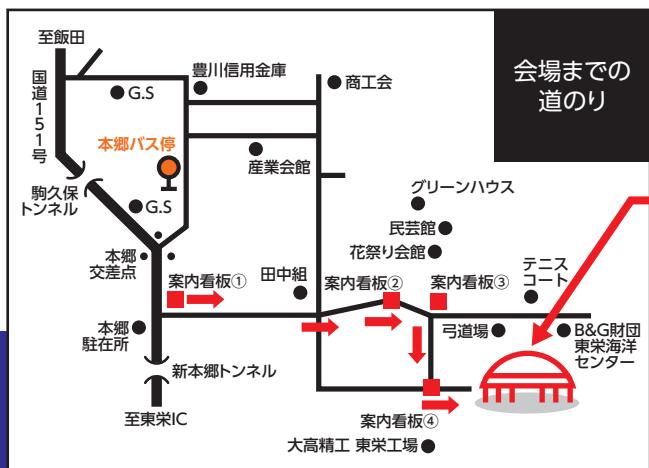 会場までの
道のり
至飯田
国道151号
G.S
豊川信用金庫
商工会
本郷バス停
産業会館
駒久保
トンネル
G.S
グリーンハウス
民芸館
花祭り会館
本郷
交差点
案内看板①
田中組
案内看板②
案内看板③
テニス
コート
本郷
駐在所
弓道場
B&G財団
東栄海洋
センター
新本郷トンネル
至東栄IC
案内看板④
大高精工 東栄工場